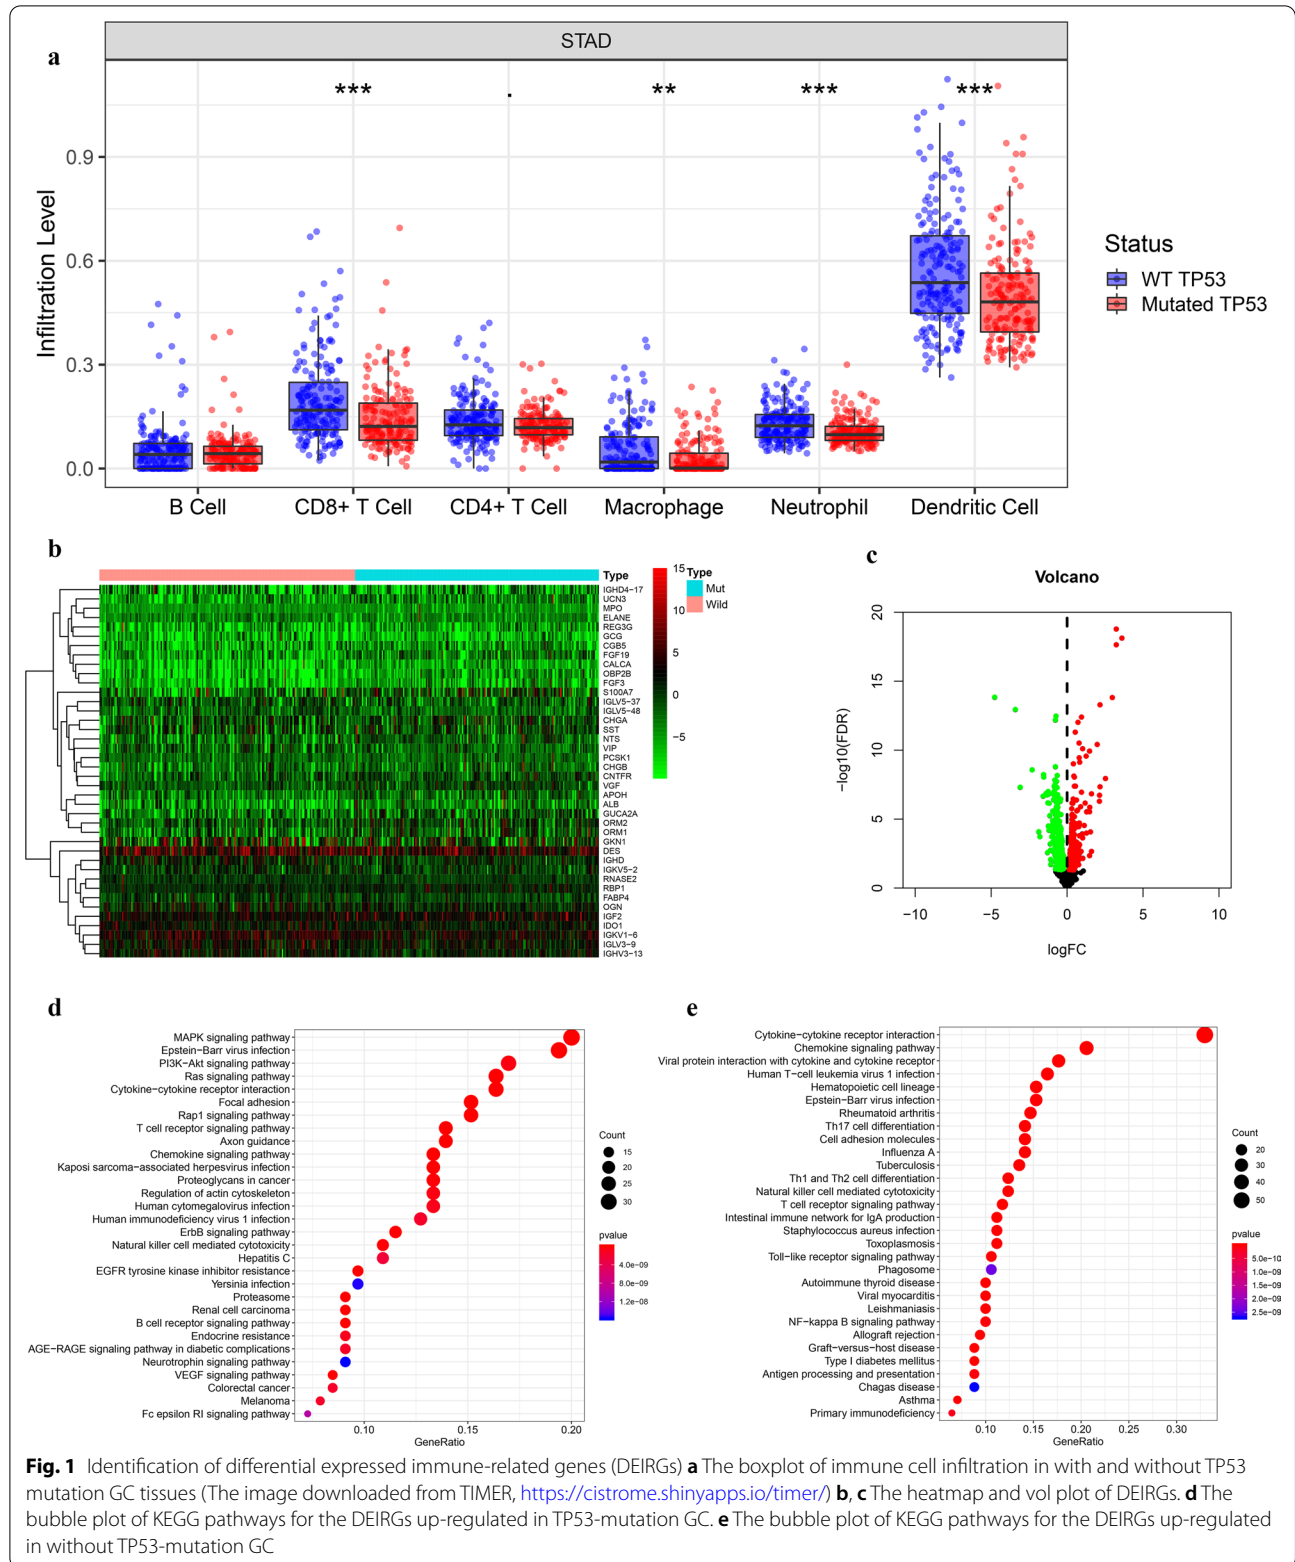 a
STAD
***
.
**
***
***
Infiltration Level
0.9
0.6
0.3
0.0
B Cell
CD8+ T Cell
CD4+ T Cell
Macrophage
Neutrophil
Dendritic Cell
Status
WT TP53
Mutated TP53
b
Type
IGHD4−17
UCN3
MPO
ELANE
REG3G
GCG
CGB5
FGF19
CALCA
OBP2B
FGF3
S100A7
IGLV5−37
IGLV5−48
CHGA
SST
NTS
VIP
PCSK1
CHGB
CNTFR
VGF
APOH
ALB
GUCA2A
ORM2
ORM1
GKN1
DES
IGHD
IGKV5−2
RNASE2
RBP1
FABP4
OGN
IGF2
IDO1
IGKV1−6
IGLV3−9
IGHV3−13
15
10
5
0
−5
Type
Mut
Wild
c
Volcano
−log10(FDR)
20
15
10
5
0
−10
−5
0
5
10
logFC
d
MAPK signaling pathway
Epstein−Barr virus infection
PI3K−Akt signaling pathway
Ras signaling pathway
Cytokine−cytokine receptor interaction
Focal adhesion
Rap1 signaling pathway
T cell receptor signaling pathway
Axon guidance
Chemokine signaling pathway
Kaposi sarcoma−associated herpesvirus infection
Proteoglycans in cancer
Regulation of actin cytoskeleton
Human cytomegalovirus infection
Human immunodeficiency virus 1 infection
ErbB signaling pathway
Natural killer cell mediated cytotoxicity
Hepatitis C
EGFR tyrosine kinase inhibitor resistance
Yersinia infection
Proteasome
Renal cell carcinoma
B cell receptor signaling pathway
Endocrine resistance
AGE−RAGE signaling pathway in diabetic complications
Neurotrophin signaling pathway
VEGF signaling pathway
Colorectal cancer
Melanoma
Fc epsilon RI signaling pathway
0.10
0.15
0.20
GeneRatio
Count
15
20
25
30
pvalue
4.0e−09
8.0e−09
1.2e−08
e
Cytokine−cytokine receptor interaction
Chemokine signaling pathway
Viral protein interaction with cytokine and cytokine receptor
Human T−cell leukemia virus 1 infection
Hematopoietic cell lineage
Epstein−Barr virus infection
Rheumatoid arthritis
Th17 cell differentiation
Cell adhesion molecules
Influenza A
Tuberculosis
Th1 and Th2 cell differentiation
Natural killer cell mediated cytotoxicity
T cell receptor signaling pathway
Intestinal immune network for IgA production
Staphylococcus aureus infection
Toxoplasmosis
Toll−like receptor signaling pathway
Phagosome
Autoimmune thyroid disease
Viral myocarditis
Leishmaniasis
NF−kappa B signaling pathway
Allograft rejection
Graft−versus−host disease
Type I diabetes mellitus
Antigen processing and presentation
Chagas disease
Asthma
Primary immunodeficiency
0.10
0.15
0.20
0.25
0.30
GeneRatio
Count
20
30
40
50
pvalue
5.0e−10
1.0e−09
1.5e−09
2.0e−09
2.5e−09
Fig. 1 Identification of differential expressed immune-related genes (DEIRGs) a The boxplot of immune cell infiltration in with and without TP53
mutation GC tissues (The image downloaded from TIMER, https://cistrome.shinyapps.io/timer/) b, c The heatmap and vol plot of DEIRGs. d The
bubble plot of KEGG pathways for the DEIRGs up-regulated in TP53-mutation GC. e The bubble plot of KEGG pathways for the DEIRGs up-regulated
in without TP53-mutation GC